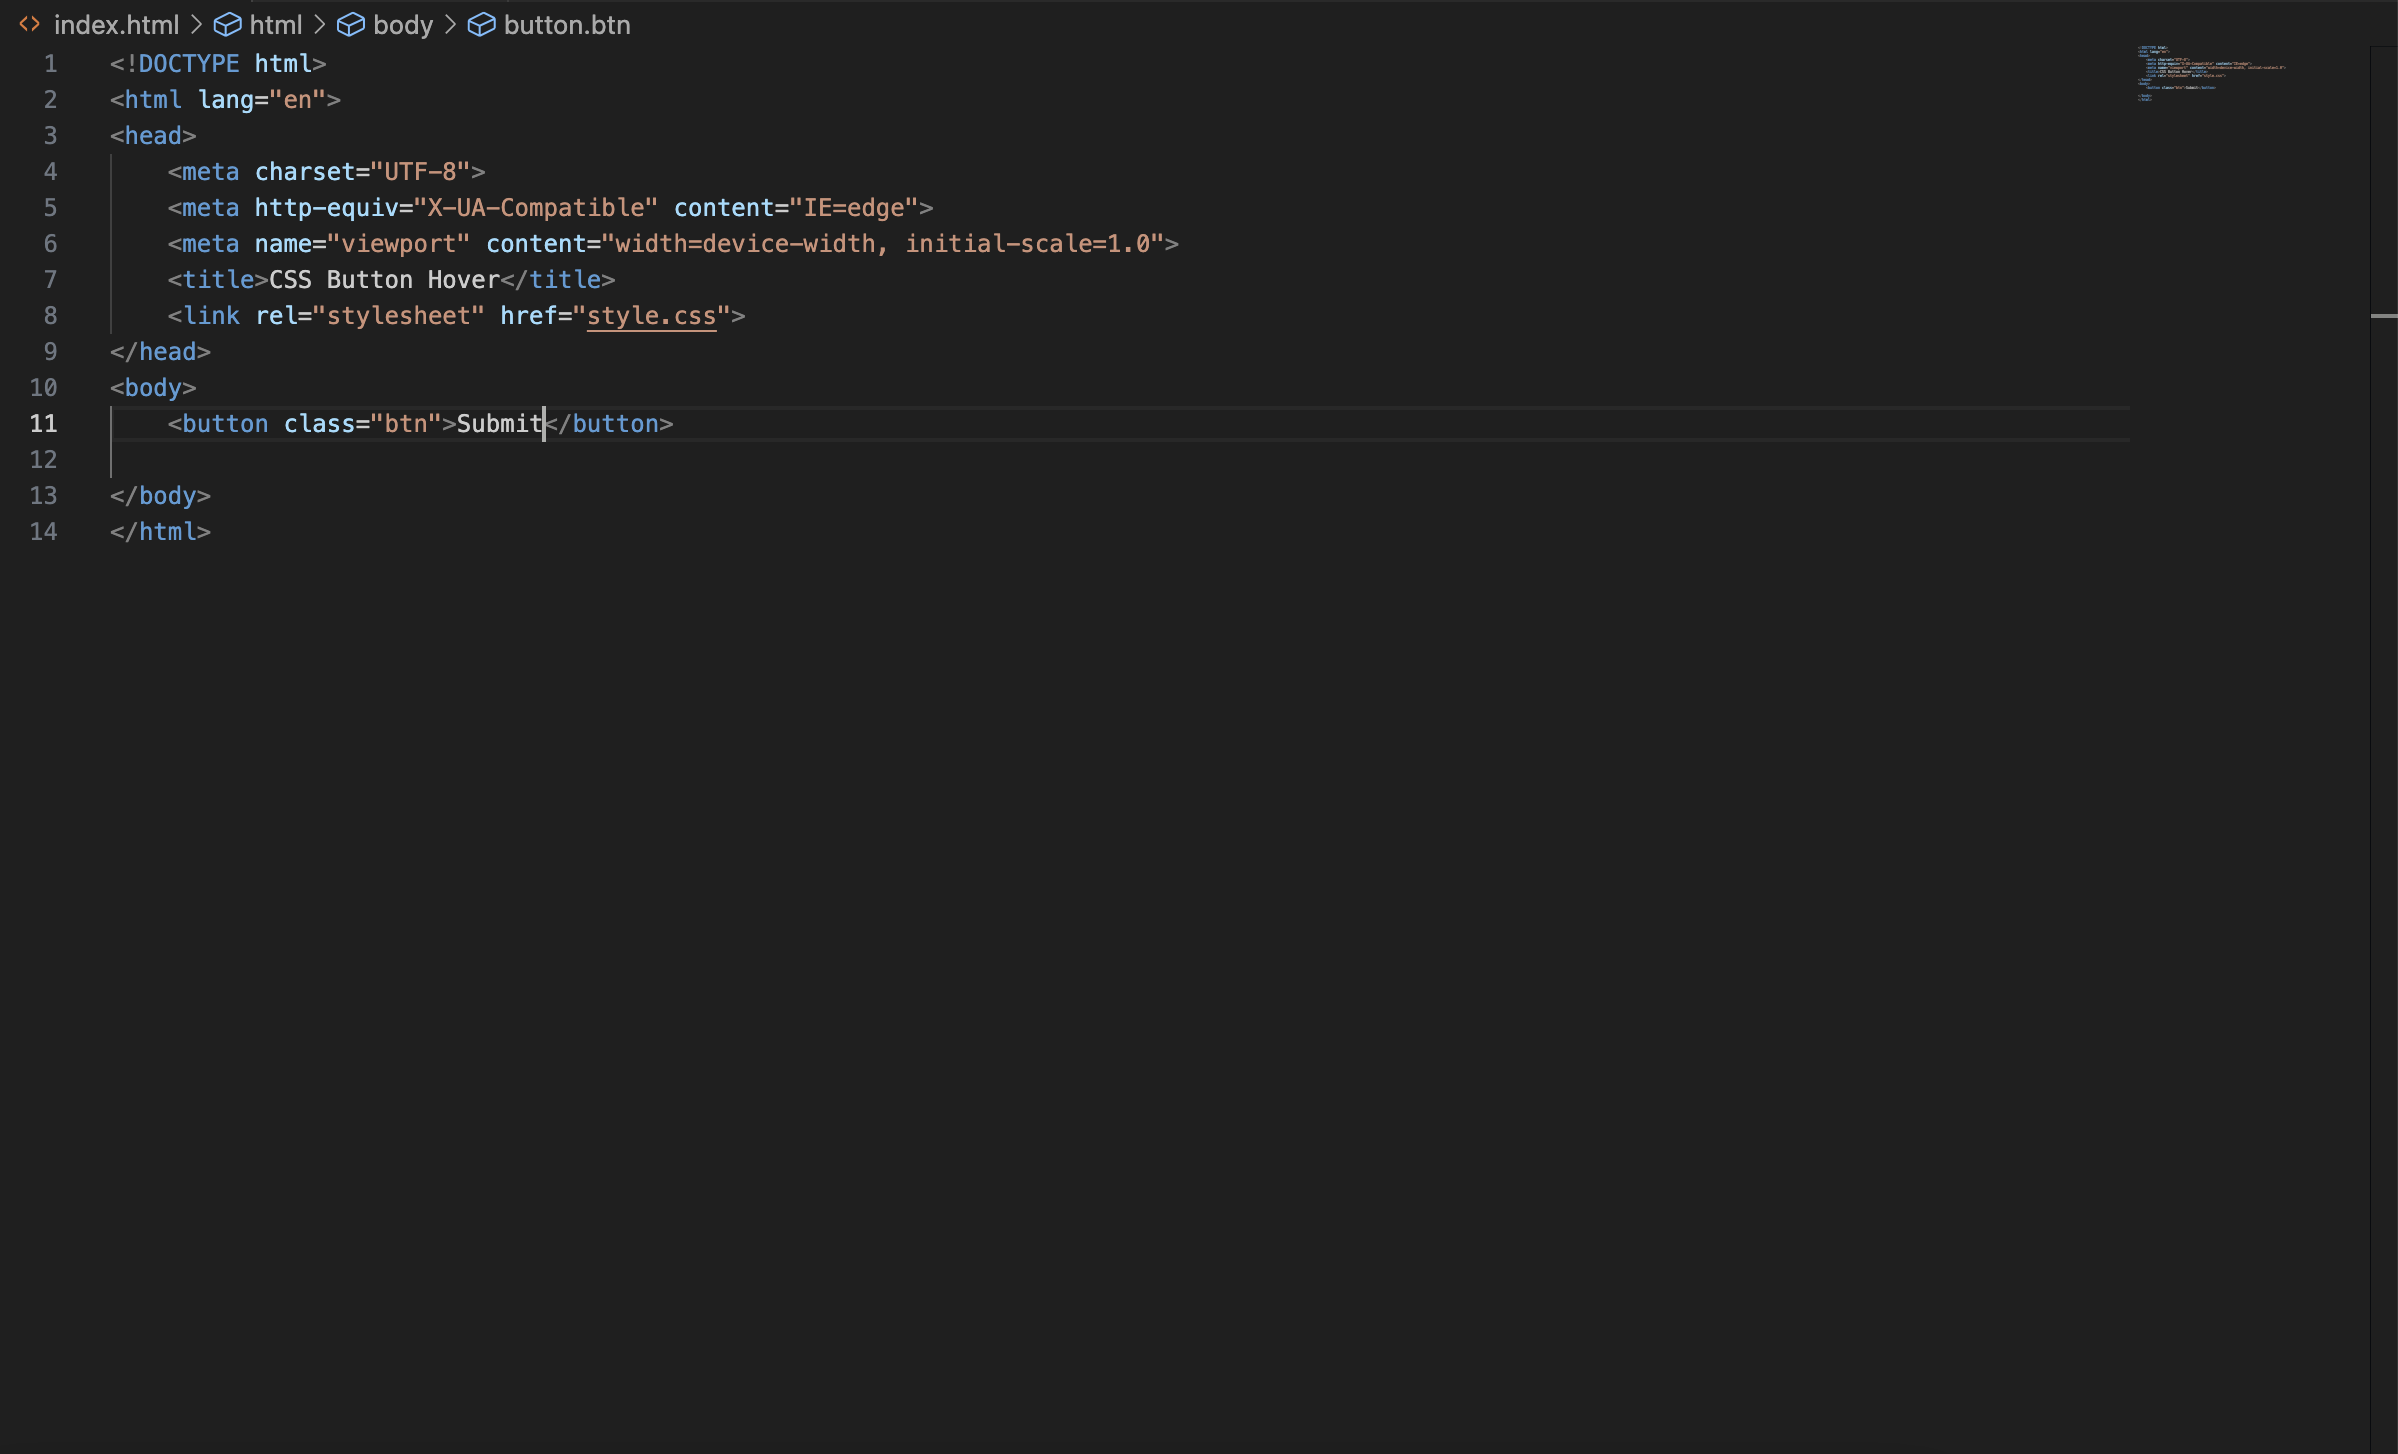 index.html > html > body > button.btn
1 <!DOCTYPE html>
2 <html lang="en">
3 <head>
4     <meta charset="UTF-8">
5     <meta http-equiv="X-UA-Compatible" content="IE=edge">
6     <meta name="viewport" content="width=device-width, initial-scale=1.0">
7     <title>CSS Button Hover</title>
8     <link rel="stylesheet" href="style.css">
9 </head>
10 <body>
11     <button class="btn">Submit</button>
12
13 </body>
14 </html>